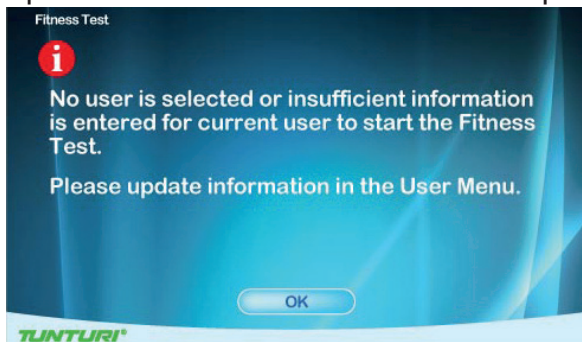 Fitness Test
i
No user is selected or insufficient information
is entered for current user to start the Fitness
Test.
Please update information in the User Menu.
OK
TUNTURI®